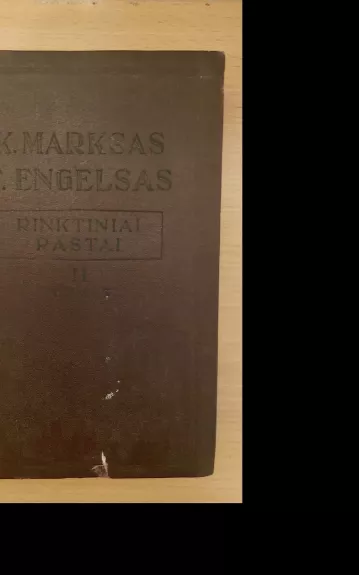 K. MARKSAS
F. ENGELSAS
RINKTINIAI
RAŠTAI
II